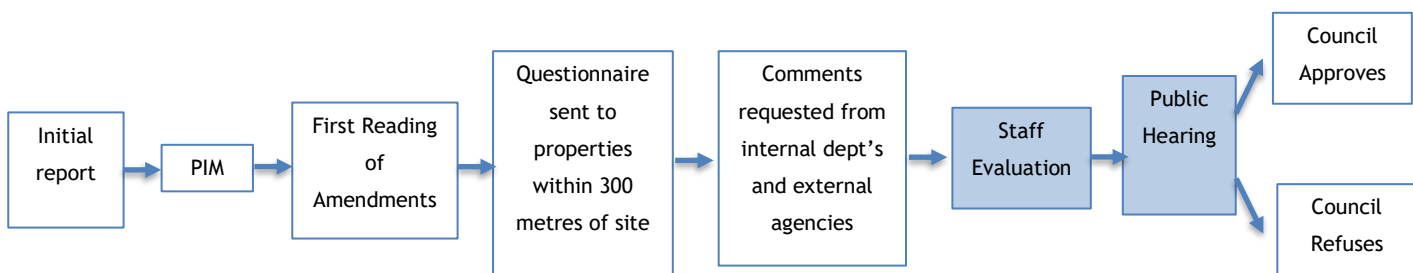 Initial
report
PIM
First Reading
of
Amendments
Questionnaire
sent to
properties
within 300
metres of site
Comments
requested from
internal dept’s
and external
agencies
Staff
Evaluation
Public
Hearing
Council
Approves
Council
Refuses